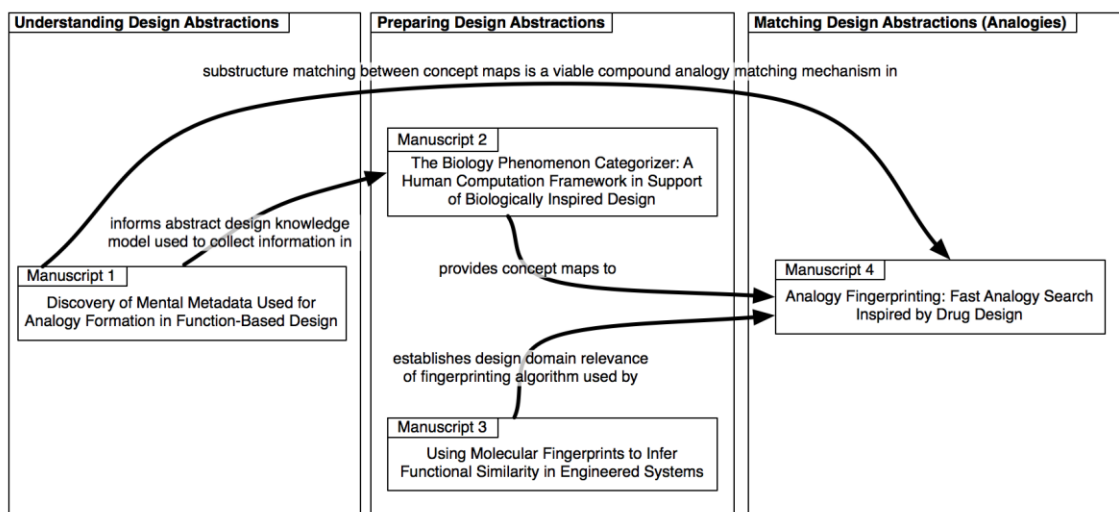 Understanding Design Abstractions
Preparing Design Abstractions
Matching Design Abstractions (Analogies)
substructure matching between concept maps is a viable compound analogy matching mechanism in
Manuscript 2
The Biology Phenomenon Categorizer: A
Human Computation Framework in Support
of Biologically Inspired Design
informs abstract design knowledge
model used to collect information in
Manuscript 1
Discovery of Mental Metadata Used for
Analogy Formation in Function-Based Design
provides concept maps to
Manuscript 4
Analogy Fingerprinting: Fast Analogy Search
Inspired by Drug Design
establishes design domain relevance
of fingerprinting algorithm used by
Manuscript 3
Using Molecular Fingerprints to Infer
Functional Similarity in Engineered Systems